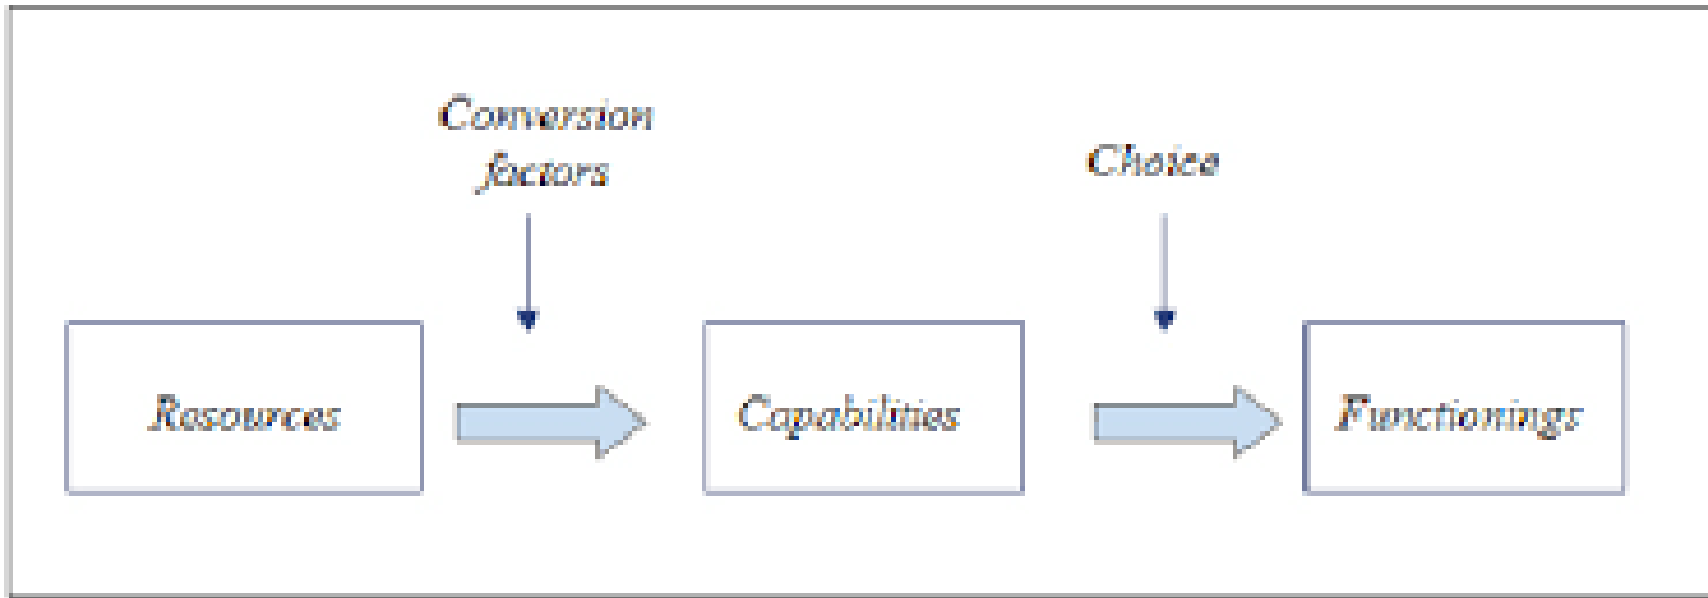 Conversion
factors
Choice
Resources
Capabilities
Functionings